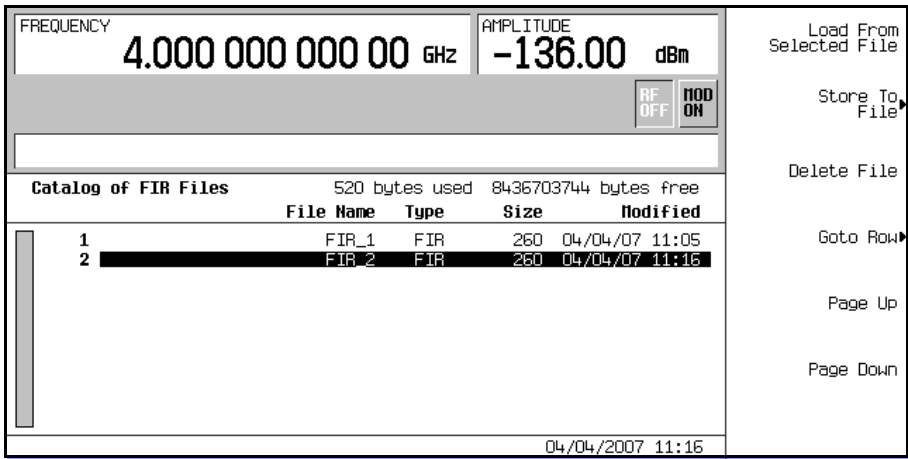 FREQUENCY
4.000 000 000 00 GHz
AMPLITUDE
-136.00 dBm
RF OFF
MOD ON
Catalog of FIR Files 520 bytes used 8436703744 bytes free
File Name Type Size Modified
1 FIR_1 FIR 260 04/04/07 11:05
2 FIR_2 FIR 260 04/04/07 11:16
04/04/2007 11:16
Load From
Selected File
Store To
File
Delete File
Goto Row
Page Up
Page Down